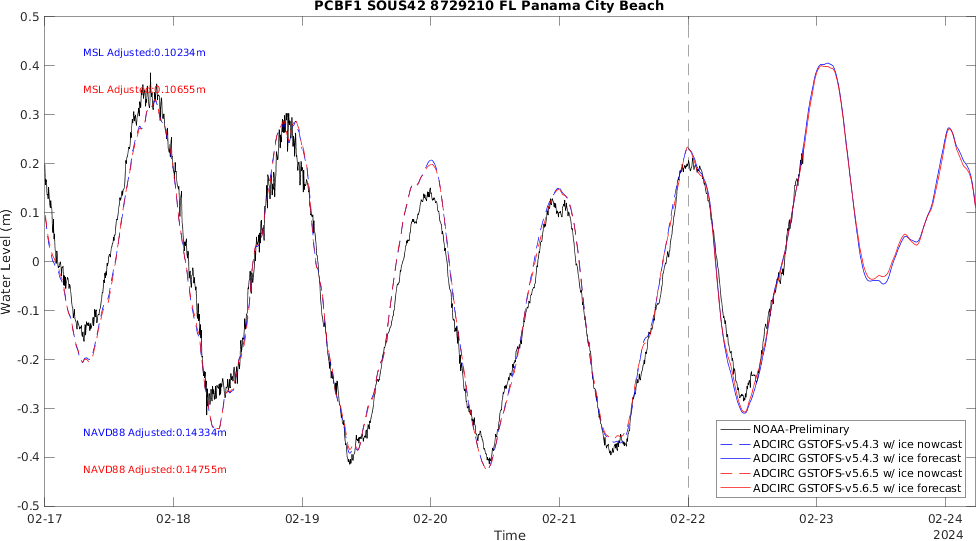 PCBF1 SOUS42 8729210 FL Panama City Beach
0.5
0.4
0.3
0.2
0.1
0
-0.1
-0.2
-0.3
-0.4
-0.5
Water Level (m)
MSL Adjusted:0.10234m
MSL Adjusted:0.10655m
NAVD88 Adjusted:0.14334m
NAVD88 Adjusted:0.14755m
NOAA-Preliminary
ADCIRC GSTOFS-v5.4.3 w/ ice nowcast
ADCIRC GSTOFS-v5.4.3 w/ ice forecast
ADCIRC GSTOFS-v5.6.5 w/ ice nowcast
ADCIRC GSTOFS-v5.6.5 w/ ice forecast
02-17 02-18 02-19 02-20 02-21 02-22 02-23 02-24
Time
2024